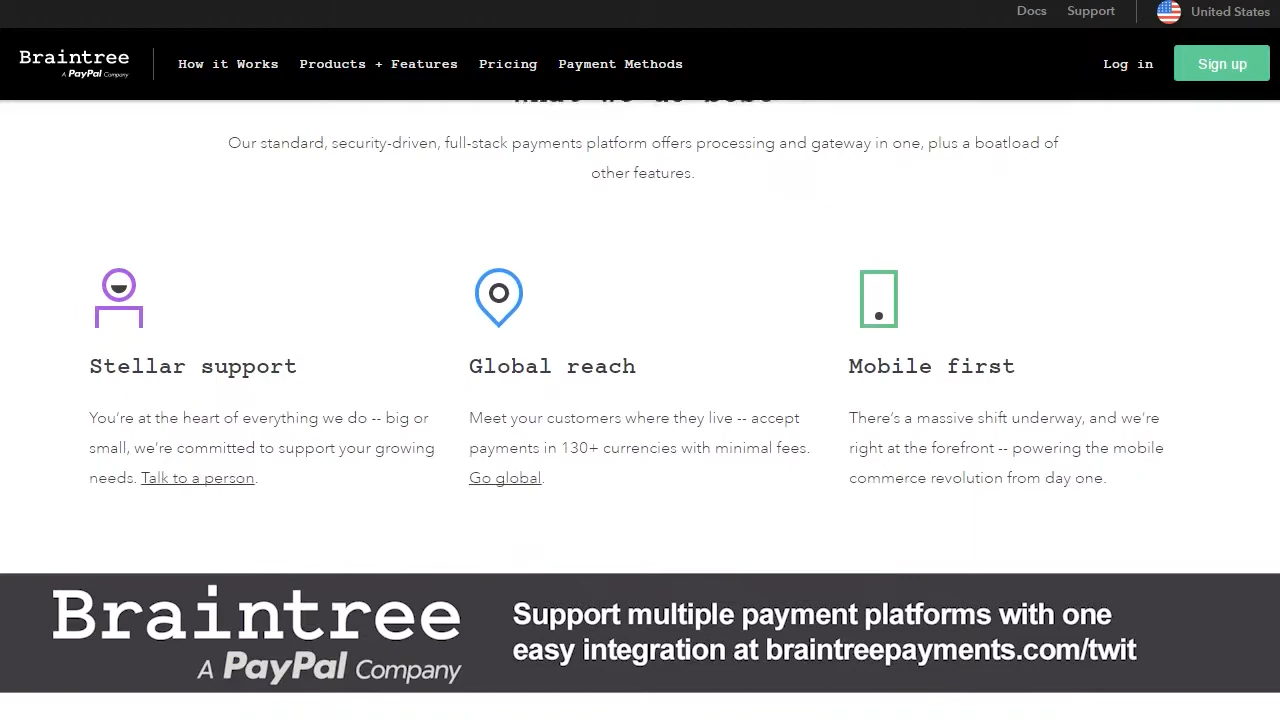 Docs Support United States
Braintree
A PayPal Company
How it Works Products + Features Pricing Payment Methods Log in Sign up
Our standard, security-driven, full-stack payments platform offers processing and gateway in one, plus a boatload of
other features.
Stellar support
You’re at the heart of everything we do -- big or
small, we’re committed to support your growing
needs. Talk to a person.
Global reach
Meet your customers where they live -- accept
payments in 130+ currencies with minimal fees.
Go global.
Mobile first
There’s a massive shift underway, and we’re
right at the forefront -- powering the mobile
commerce revolution from day one.
Braintree
A PayPal Company
Support multiple payment platforms with one
easy integration at braintreepayments.com/twit